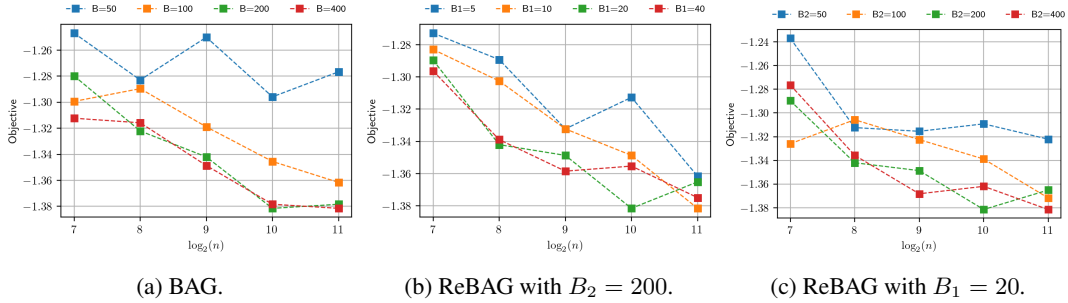 B=50 B=100 B=200 B=400
−1.26
−1.28
−1.30
−1.32
−1.34
−1.36
−1.38
Objective
7 8 9 10 11
log₂(n)
(a) BAG.
B1=5 B1=10 B1=20 B1=40
−1.28
−1.30
−1.32
−1.34
−1.36
−1.38
Objective
7 8 9 10 11
log₂(n)
(b) ReBAG with B₂ = 200.
B2=50 B2=100 B2=200 B2=400
−1.24
−1.26
−1.28
−1.30
−1.32
−1.34
−1.36
−1.38
Objective
7 8 9 10 11
log₂(n)
(c) ReBAG with B₁ = 20.